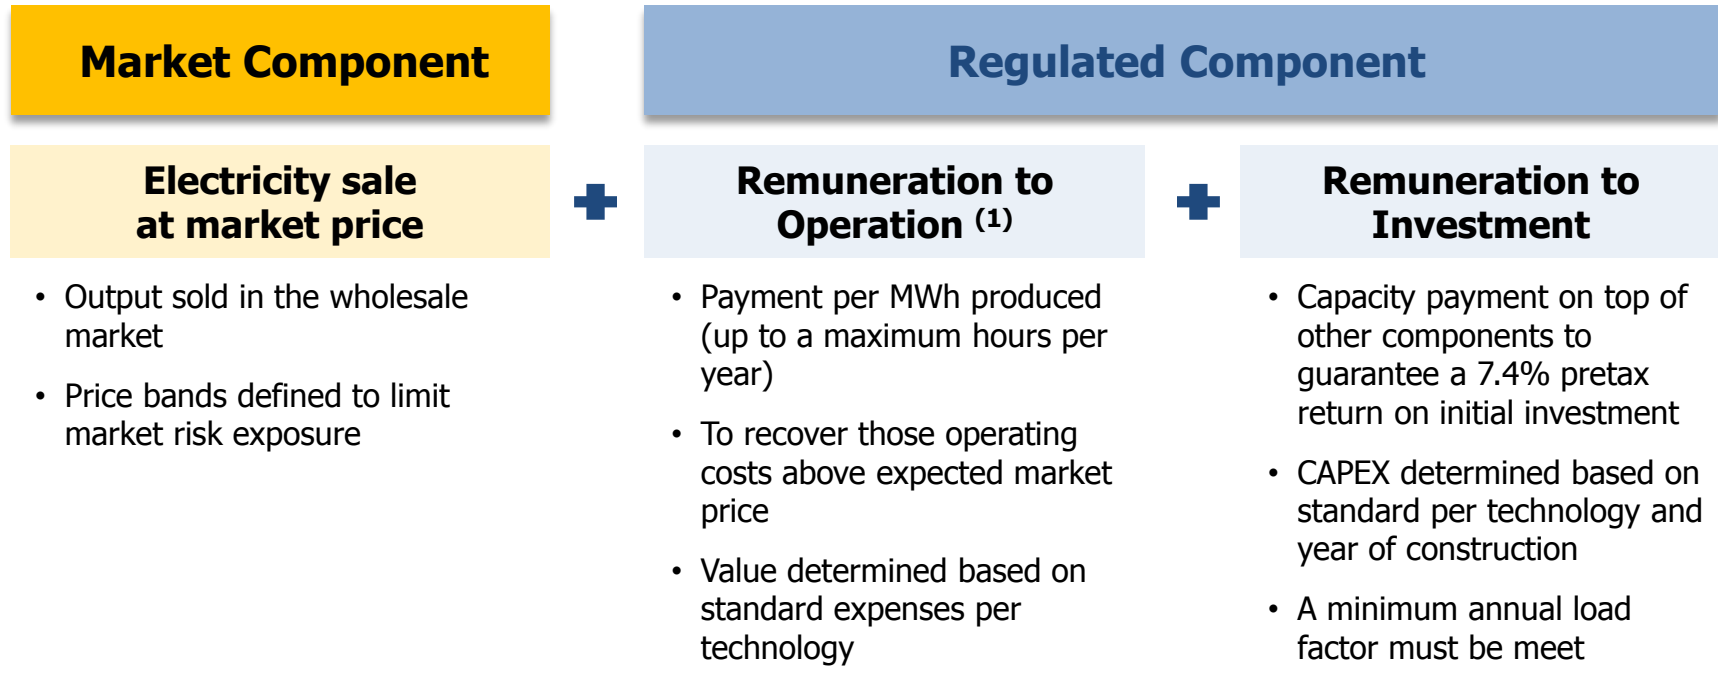 Market Component
Regulated Component
Electricity sale
at market price
Remuneration to
Operation (1)
Remuneration to
Investment
• Output sold in the wholesale
market
• Price bands defined to limit
market risk exposure
• Payment per MWh produced
(up to a maximum hours per
year)
• To recover those operating
costs above expected market
price
• Value determined based on
standard expenses per
technology
• Capacity payment on top of
other components to
guarantee a 7.4% pretax
return on initial investment
• CAPEX determined based on
standard per technology and
year of construction
• A minimum annual load
factor must be meet